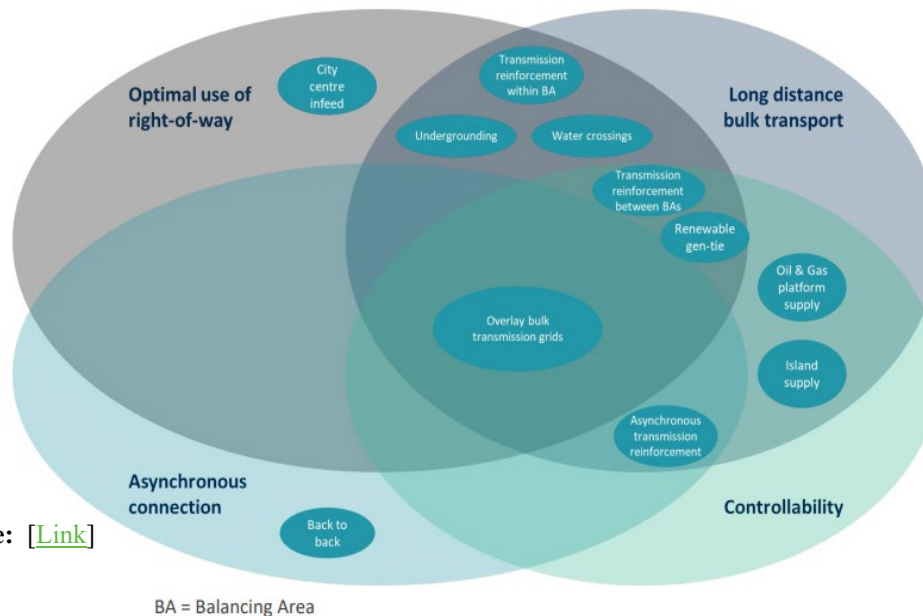 Optimal use of
right-of-way
City
centre
infeed
Transmission
reinforcement
within BA
Long distance
bulk transport
Undergrounding
Water crossings
Transmission
reinforcement
between BAs
Renewable
gen-tie
Oil & Gas
platform
supply
Overlay bulk
transmission grids
Island
supply
Asynchronous
transmission
reinforcement
Asynchronous
connection
Controllability
Back to
back
e: [Link]
BA = Balancing Area